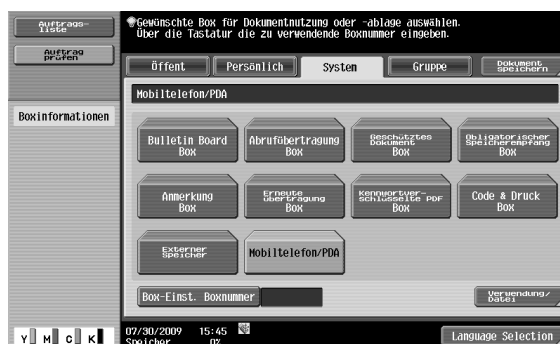 Auftrags-
liste
Auftrag
prüfen
Boxinformationen
Gewünschte Box für Dokumentnutzung oder -ablage auswählen.
Über die Tastatur die zu verwendende Boxnummer eingeben.
Öffent
Persönlich
System
Gruppe
Dokument
speichern
Mobiltelefon/PDA
Bulletin Board
Box
Abrufübertragung
Box
Geschütztes
Dokument
Box
Obligatorischer
Speicherempfang
Box
Anmerkung
Box
Erneute
Übertragung
Box
Kennwortver-
schlüsselte PDF
Box
Code & Druck
Box
Externer
Speicher
Mobiltelefon/PDA
Box-Einst. Boxnummer
Verwendung/
Datei
Y M C K
07/30/2009 15:45
Speicher 0%
Language Selection